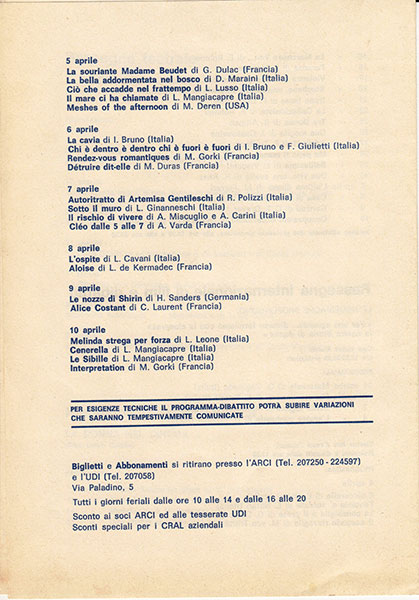 5 aprile
La souriante Madame Beudet di G. Dulac (Francia)
La bella addormentata nel bosco di D. Maraini (Italia)
Ciò che accadde nel frattempo di L. Lusso (Italia)
Il mare ci ha chiamate di L. Mangiacapre (Italia)
Meshes of the afternoon di M. Deren (USA)
6 aprile
La cavia di I. Bruno (Italia)
Chi è dentro è dentro chi è fuori è fuori di I. Bruno e F. Giulietti (Italia)
Rendez-vous romantiques di M. Gorki (Francia)
Détruire dit-elle di M. Duras (Francia)
7 aprile
Autoritratto di Artemisa Gentileschi di R. Polizzi (Italia)
Sotto il muro di L. Ginanneschi (Italia)
Il rischio di vivere di A. Miscuglio e A. Carini (Italia)
Cléo dalle 5 alle 7 di A. Varda (Francia)
8 aprile
L'ospite di L. Cavani (Italia)
Aloise di L. de Kermadec (Francia)
9 aprile
Le nozze di Shirin di H. Sanders (Germania)
Alice Costant di C. Laurent (Francia)
10 aprile
Melinda strega per forza di L. Leone (Italia)
Cenerella di L. Mangiacapre (Italia)
Le Sibille di L. Mangiacapre (Italia)
Interpretation di M. Gorki (Francia)
PER ESIGENZE TECNICHE IL PROGRAMMA-DIBATTITO POTRÀ SUBIRE VARIAZIONI
CHE SARANNO TEMPESTIVAMENTE COMUNICATE
Biglietti e Abbonamenti si ritirano presso l'ARCI (Tel. 207250 - 224597)
e l'UDI (Tel. 207058)
Via Paladino, 5
Tutti i giorni feriali dalle ore 10 alle 14 e dalle 16 alle 20
Sconto ai soci ARCI ed alle tesserate UDI
Sconti speciali per i CRAL aziendali